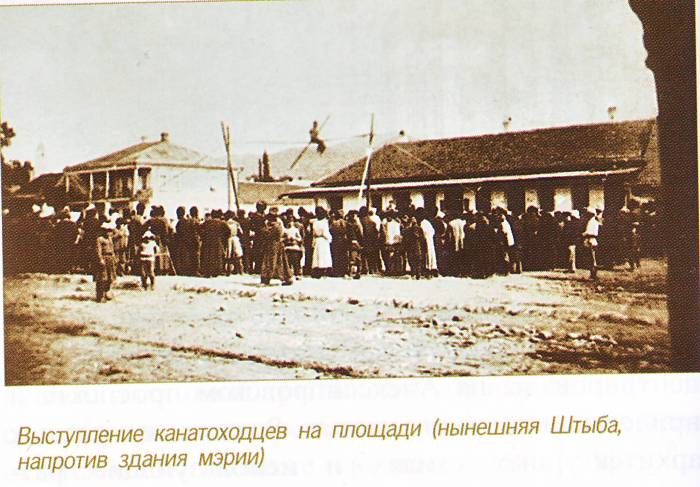 Выступление канатоходцев на площади (нынешняя Штыба,
напротив здания мэрии)